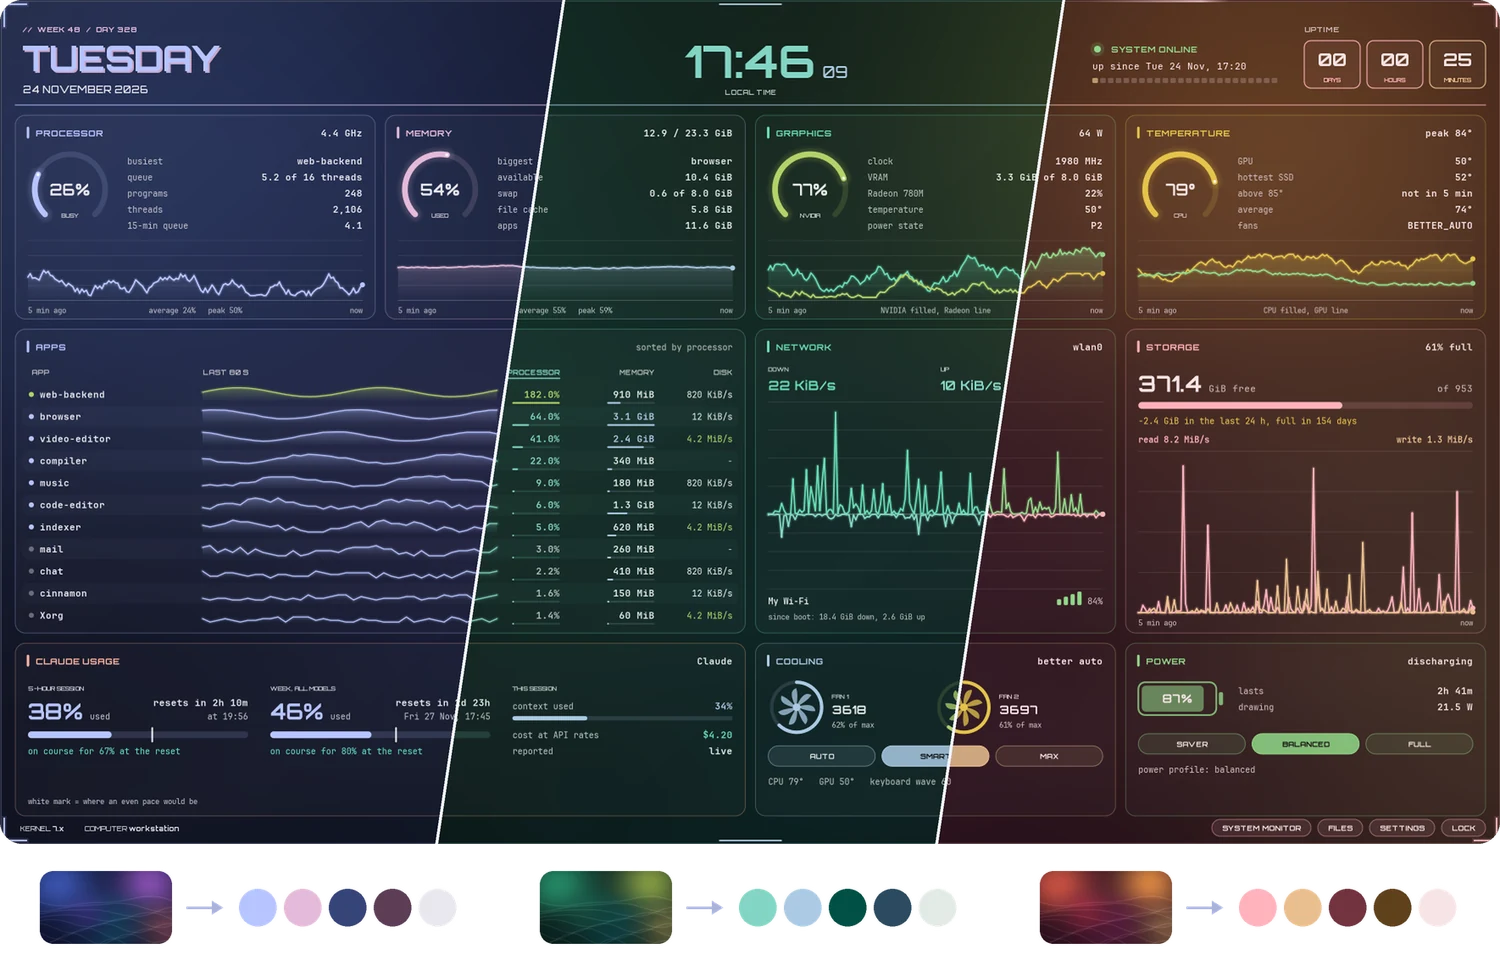 // WEEK 48 / DAY 328
TUESDAY
24 NOVEMBER 2026
17:46 09
LOCAL TIME
SYSTEM ONLINE
up since Tue 24 Nov, 17:20
UPTIME
00 DAYS
00 HOURS
25 MINUTES
PROCESSOR 4.4 GHz
26% BUSY
busiest web-backend
queue 5.2 of 16 threads
programs 248
threads 2,106
15-min queue 4.1
5 min ago average 24% peak 50% now
MEMORY 12.9 / 23.3 GiB
54% USED
biggest browser
available 10.4 GiB
swap 0.6 of 8.0 GiB
file cache 5.8 GiB
apps 11.6 GiB
5 min ago average 55% peak 59% now
GRAPHICS 64 W
77% NVIDIA
clock 1980 MHz
VRAM 3.3 GiB of 8.0 GiB
Radeon 780M 22%
temperature 50°
power state P2
5 min ago NVIDIA filled, Radeon line now
TEMPERATURE peak 84°
79° CPU
GPU 50°
hottest SSD 52°
above 85° not in 5 min
average 74°
fans BETTER_AUTO
5 min ago CPU filled, GPU line now
APPS sorted by processor
APP LAST 60 S PROCESSOR MEMORY DISK
web-backend 182.0% 910 MiB 820 KiB/s
browser 64.0% 3.1 GiB 12 KiB/s
video-editor 41.0% 2.4 GiB 4.2 MiB/s
compiler 22.0% 340 MiB -
music 9.0% 180 MiB 820 KiB/s
code-editor 6.0% 1.3 GiB 12 KiB/s
indexer 5.0% 620 MiB 4.2 MiB/s
mail 3.0% 260 MiB -
chat 2.2% 410 MiB 820 KiB/s
cinnamon 1.6% 150 MiB 12 KiB/s
Xorg 1.4% 60 MiB 4.2 MiB/s
NETWORK wlan0
DOWN UP
22 KiB/s 10 KiB/s
My Wi-Fi 84%
since boot: 18.4 GiB down, 2.6 GiB up
STORAGE 61% full
371.4 GiB free of 953
-2.4 GiB in the last 24 h, full in 154 days
read 8.2 MiB/s write 1.3 MiB/s
5 min ago now
CLAUDE USAGE Claude
5-HOUR SESSION
38% used
resets in 2h 10m
at 19:56
on course for 67% at the reset
WEEK, ALL MODELS
46% used
resets in 1d 23h
Fri 27 Nov, 17:45
on course for 80% at the reset
THIS SESSION
context used 34%
cost at API rates $4.20
reported live
white mark = where an even pace would be
COOLING better auto
FAN 1
3618
62% of max
FAN 2
3697
61% of max
AUTO SMART MAX
CPU 79° GPU 50° keyboard wave 60
POWER discharging
87%
lasts 2h 41m
drawing 21.5 W
SAVER BALANCED FULL
power profile: balanced
KERNEL 7.x COMPUTER workstation
SYSTEM MONITOR FILES SETTINGS LOCK